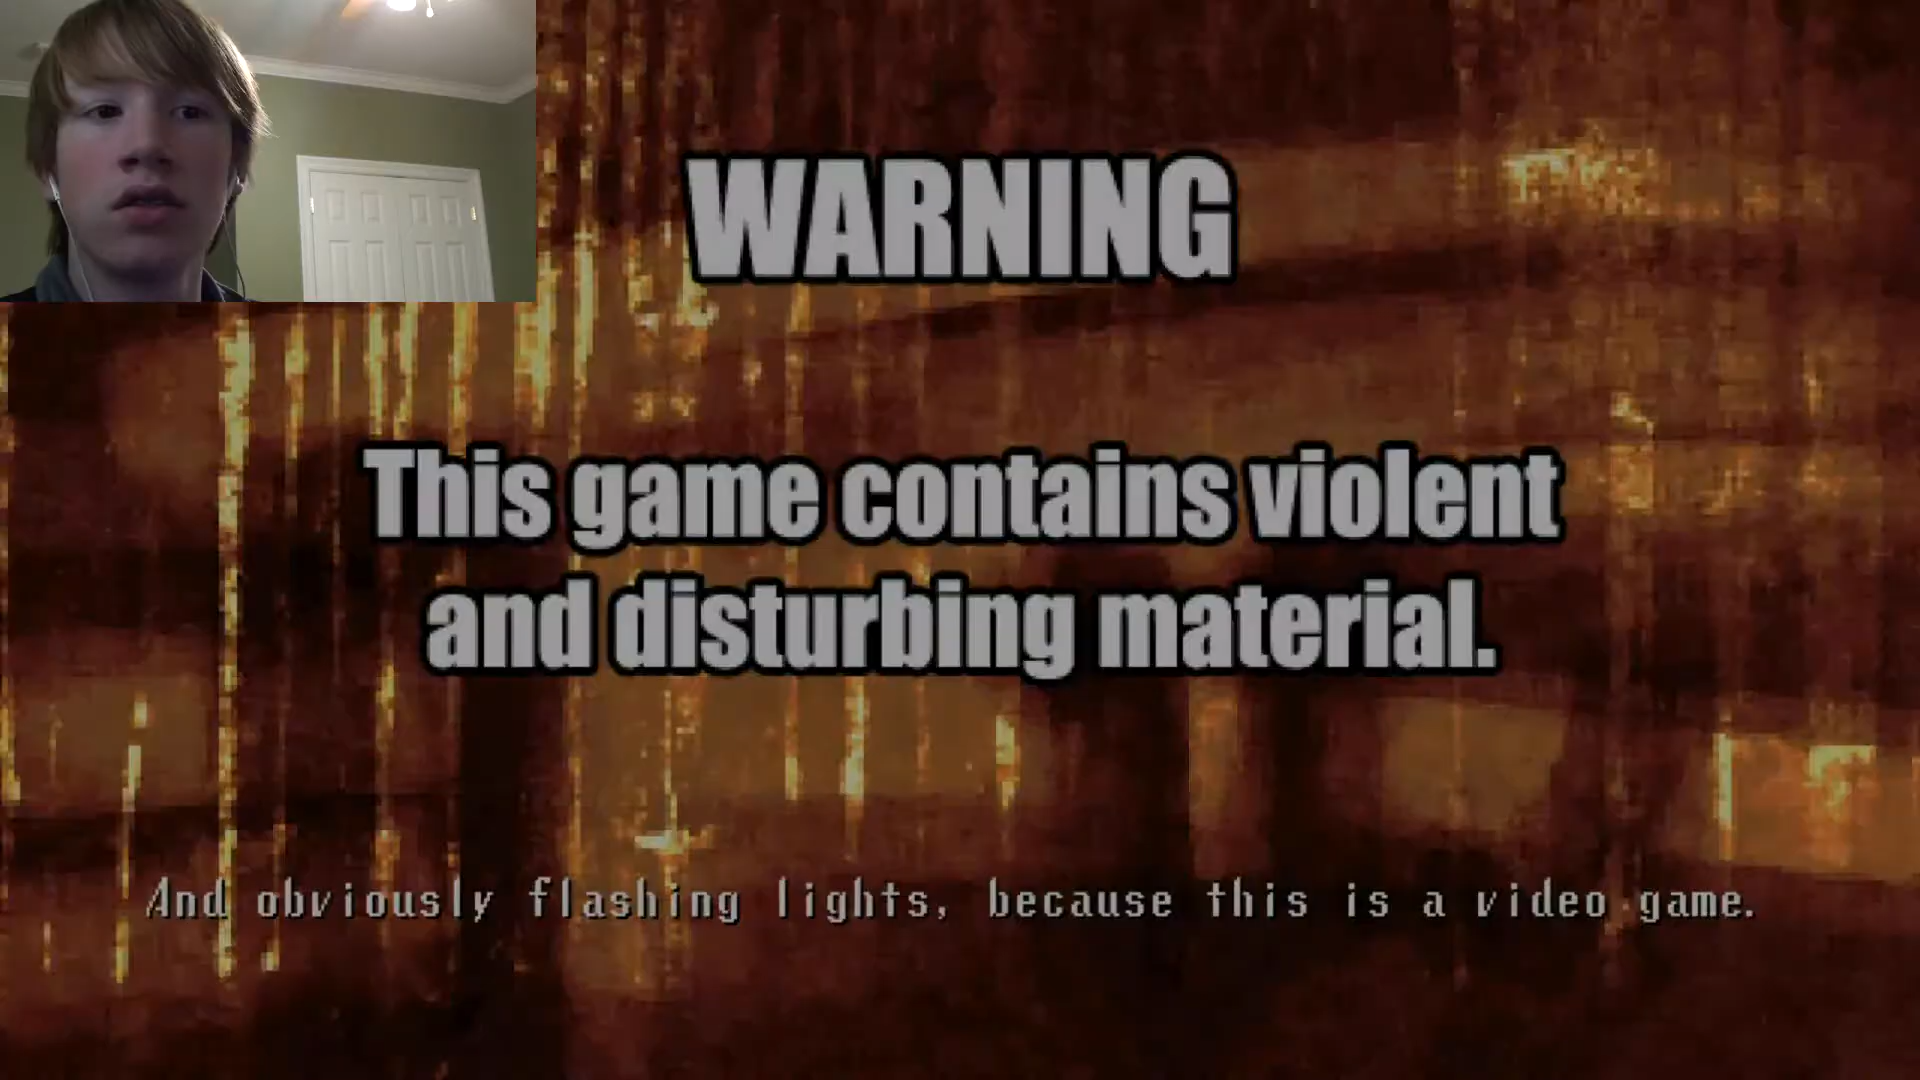 WARNING
This game contains violent
and disturbing material.
And obviously flashing lights, because this is a video game.